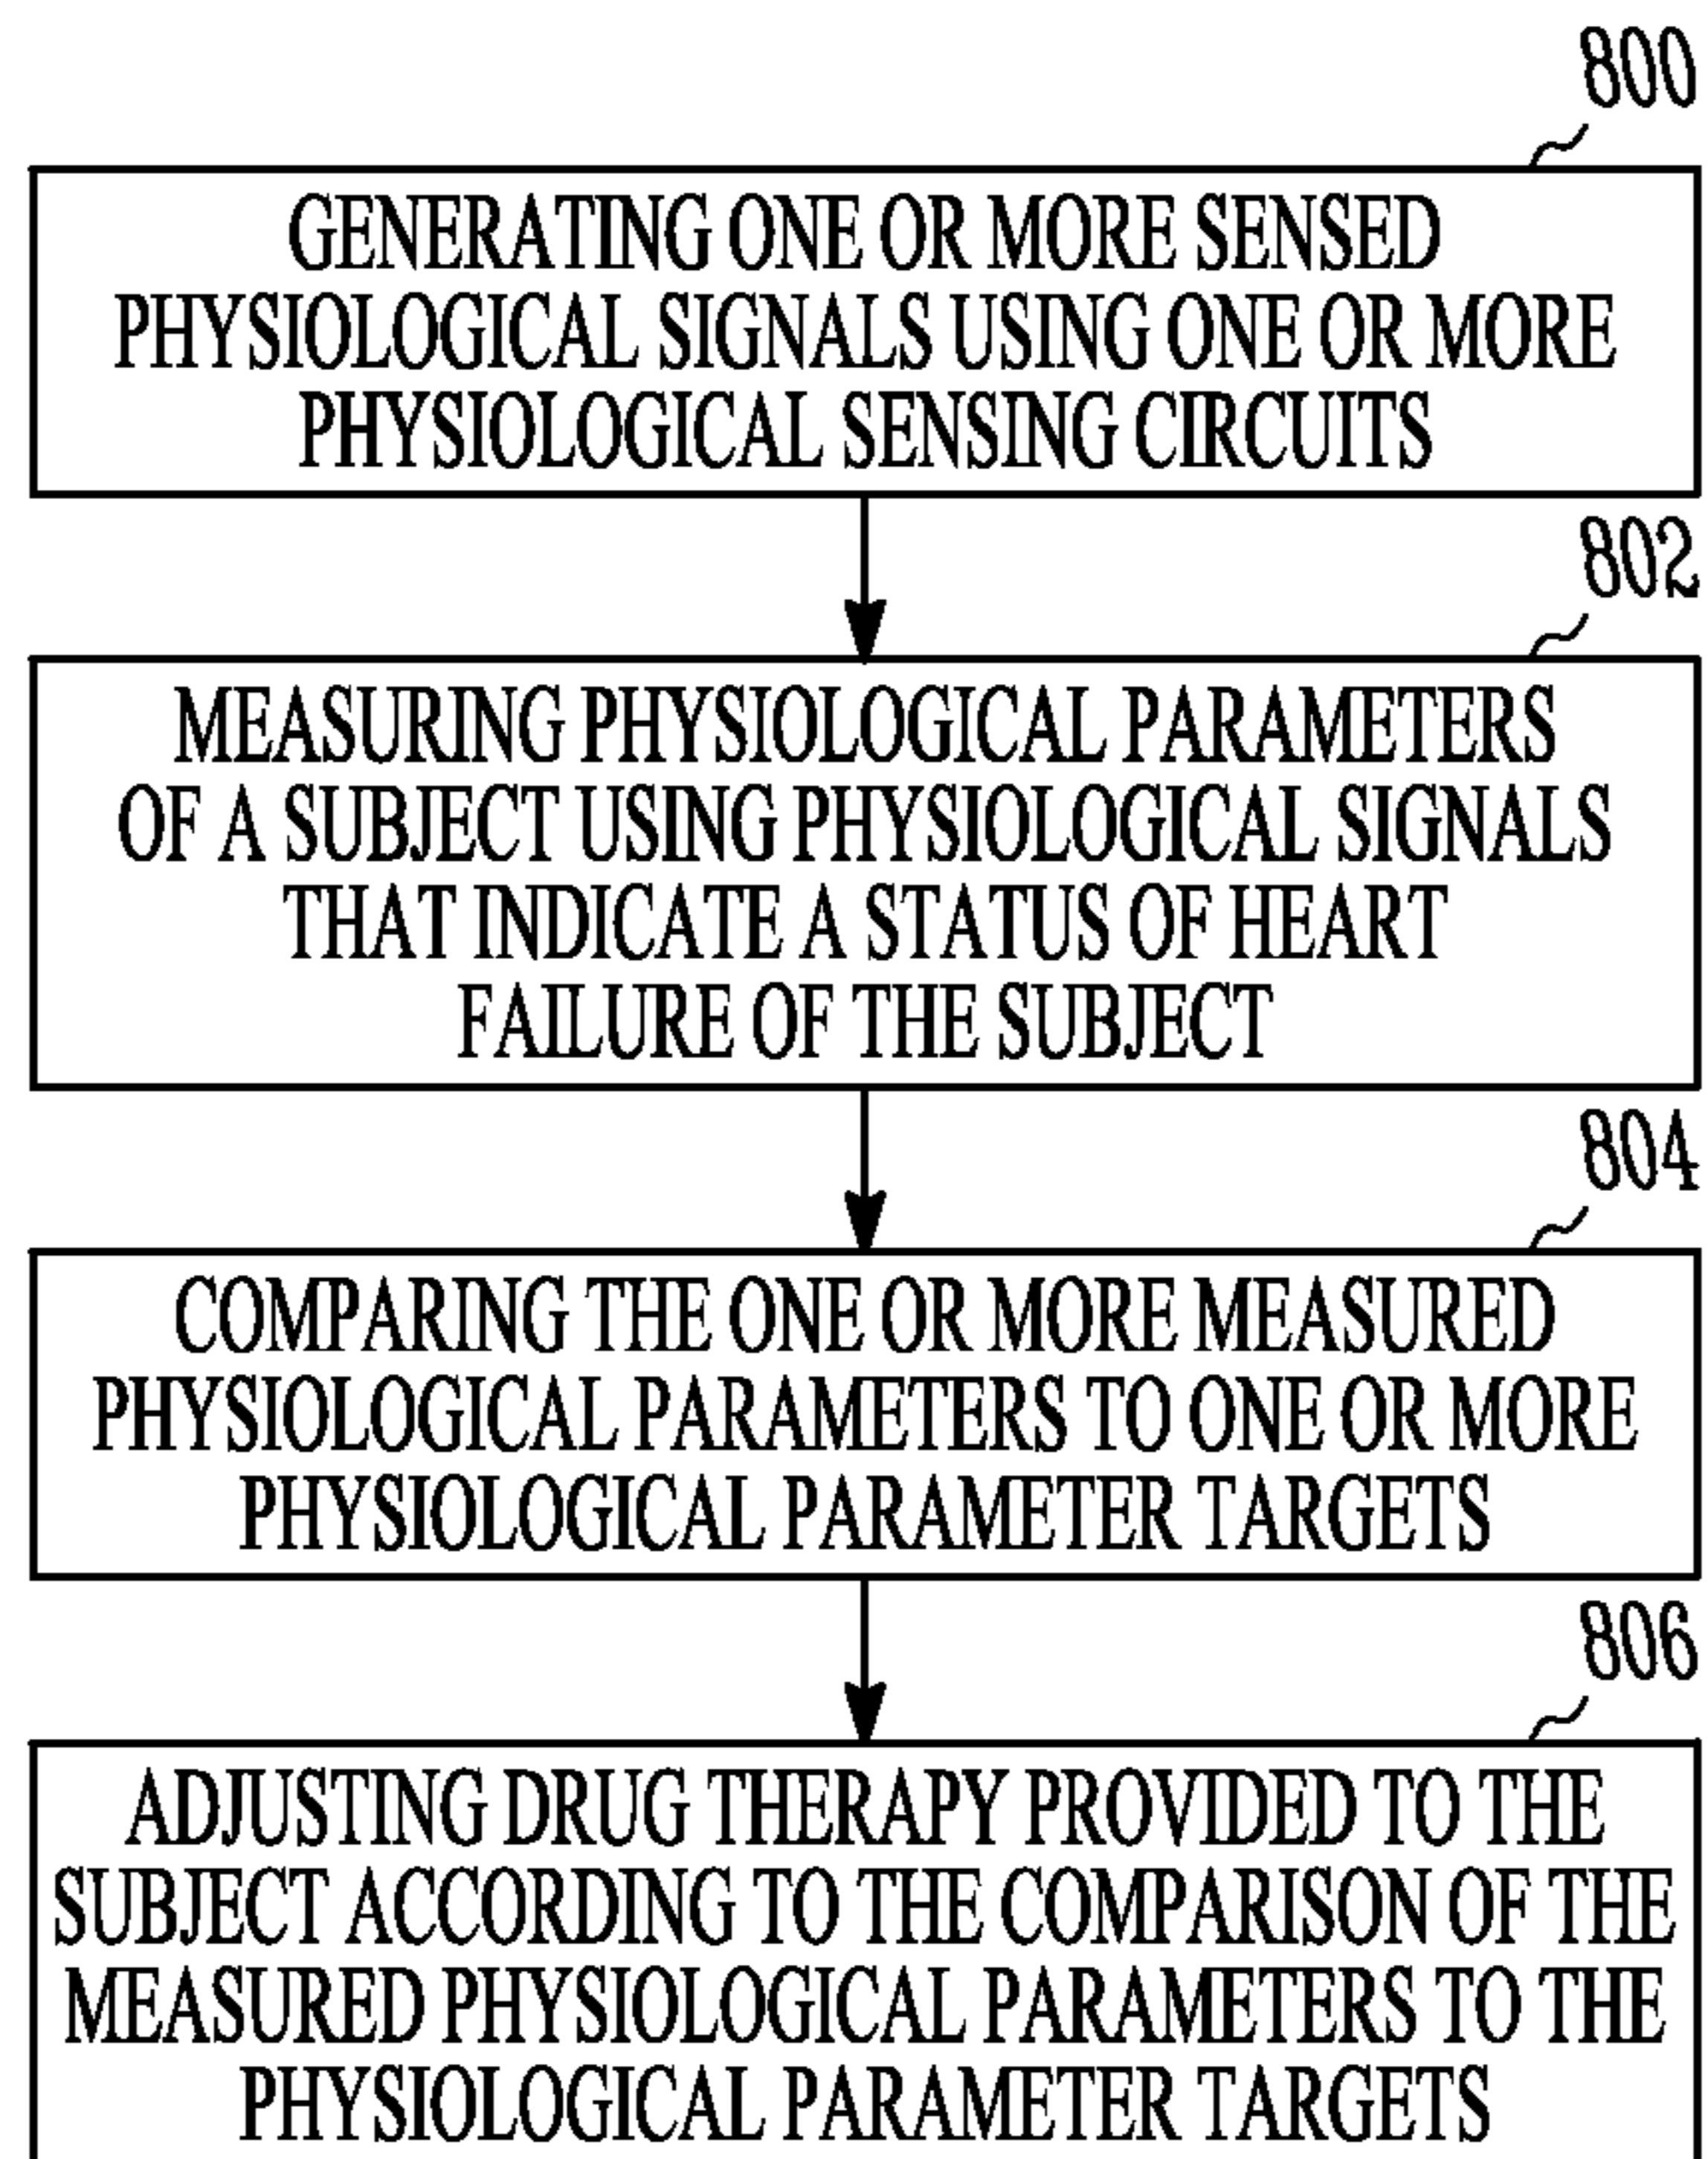 800
GENERATING ONE OR MORE SENSED
PHYSIOLOGICAL SIGNALS USING ONE OR MORE
PHYSIOLOGICAL SENSING CIRCUITS
802
MEASURING PHYSIOLOGICAL PARAMETERS
OF A SUBJECT USING PHYSIOLOGICAL SIGNALS
THAT INDICATE A STATUS OF HEART
FAILURE OF THE SUBJECT
804
COMPARING THE ONE OR MORE MEASURED
PHYSIOLOGICAL PARAMETERS TO ONE OR MORE
PHYSIOLOGICAL PARAMETER TARGETS
806
ADJUSTING DRUG THERAPY PROVIDED TO THE
SUBJECT ACCORDING TO THE COMPARISON OF THE
MEASURED PHYSIOLOGICAL PARAMETERS TO THE
PHYSIOLOGICAL PARAMETER TARGETS